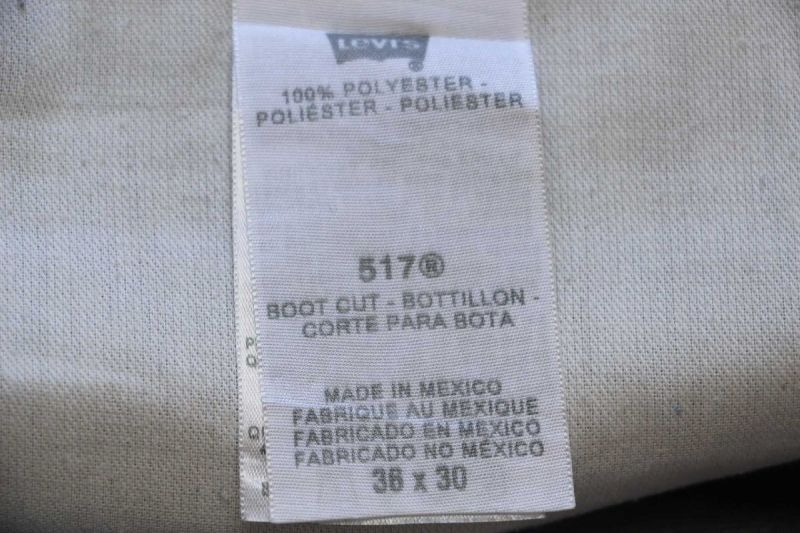 Levi's®
100% POLYESTER -
POLIÉSTER - POLIESTER
517®
BOOT CUT - BOTTILLON -
CORTE PARA BOTA
MADE IN MEXICO
FABRIQUE AU MEXIQUE
FABRICADO EN MEXICO
FABRICADO NO MÉXICO
36 x 30